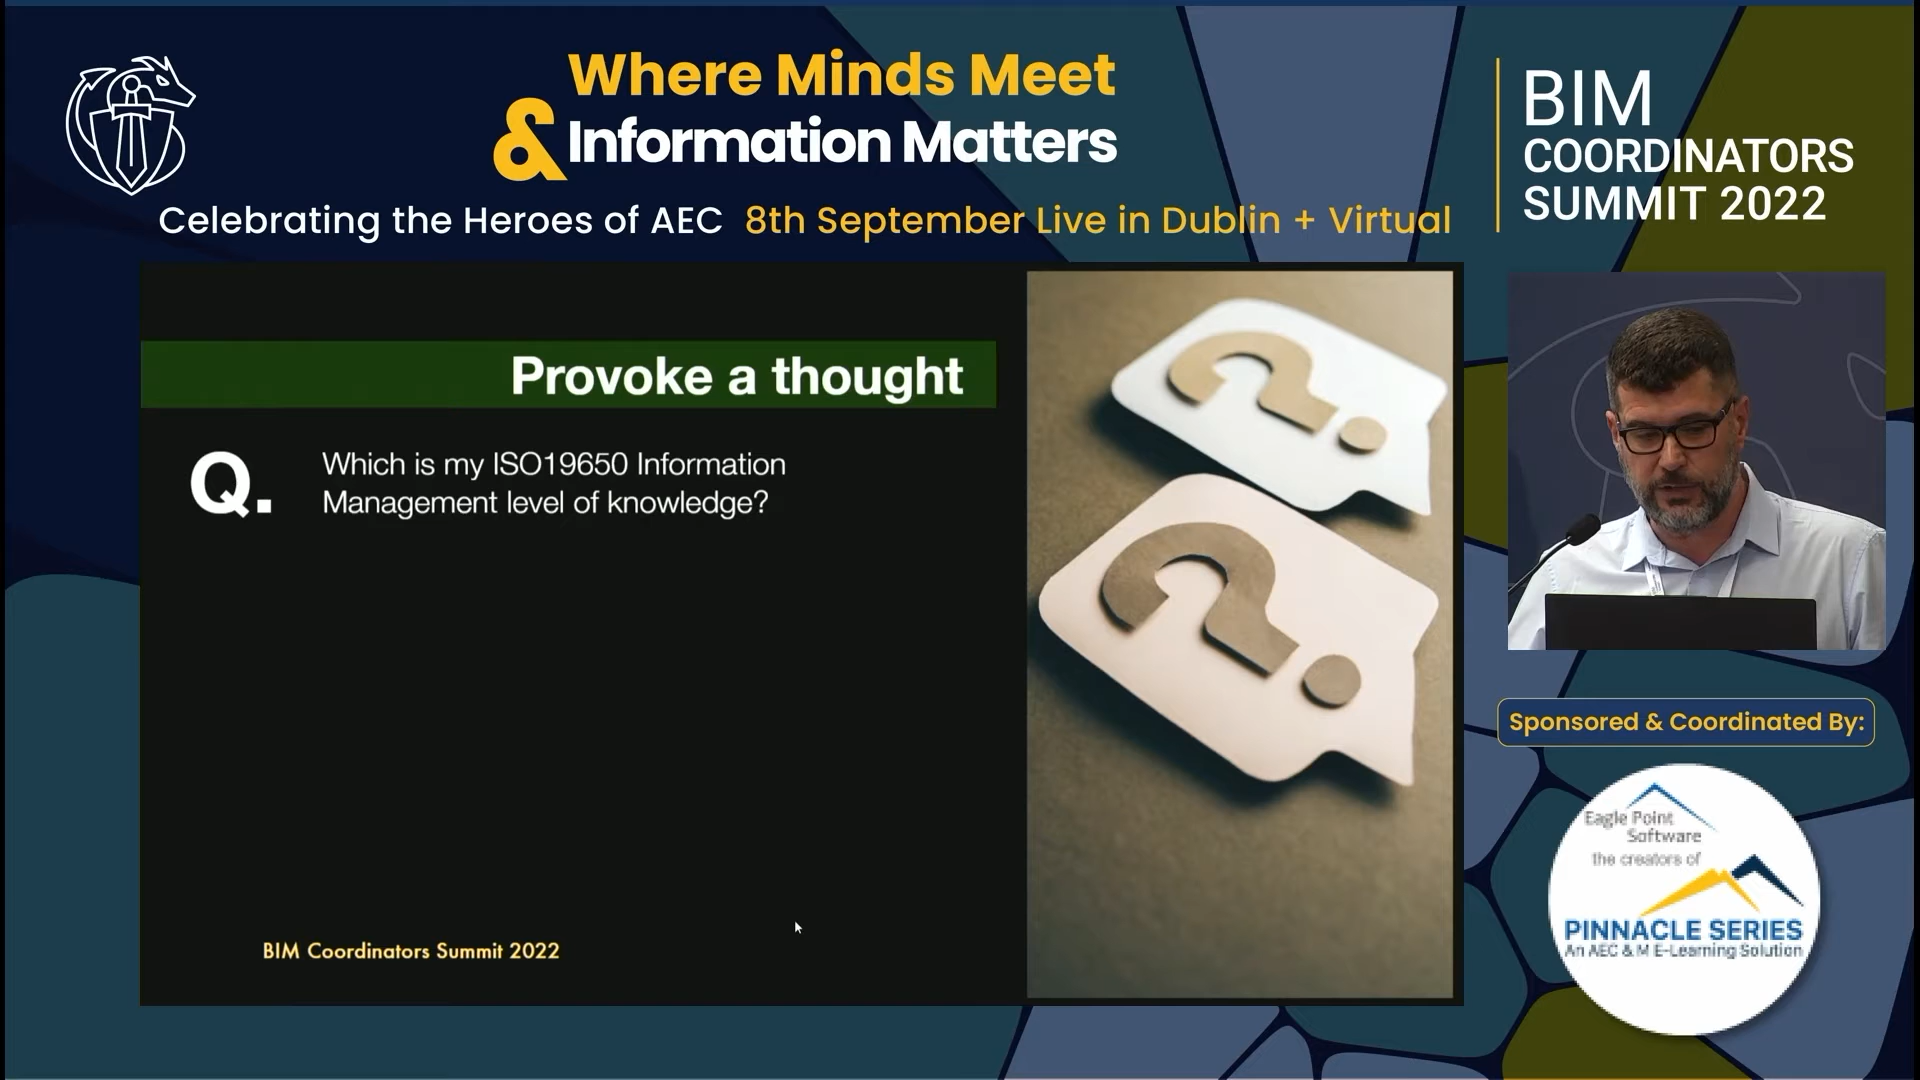 Where Minds Meet
& Information Matters
Celebrating the Heroes of AEC 8th September Live in Dublin + Virtual
BIM
COORDINATORS
SUMMIT 2022
Provoke a thought
Q. Which is my ISO19650 Information
Management level of knowledge?
BIM Coordinators Summit 2022
Sponsored & Coordinated By:
Eagle Point
Software
the creators of
PINNACLE SERIES
An AEC & M E-Learning Solution